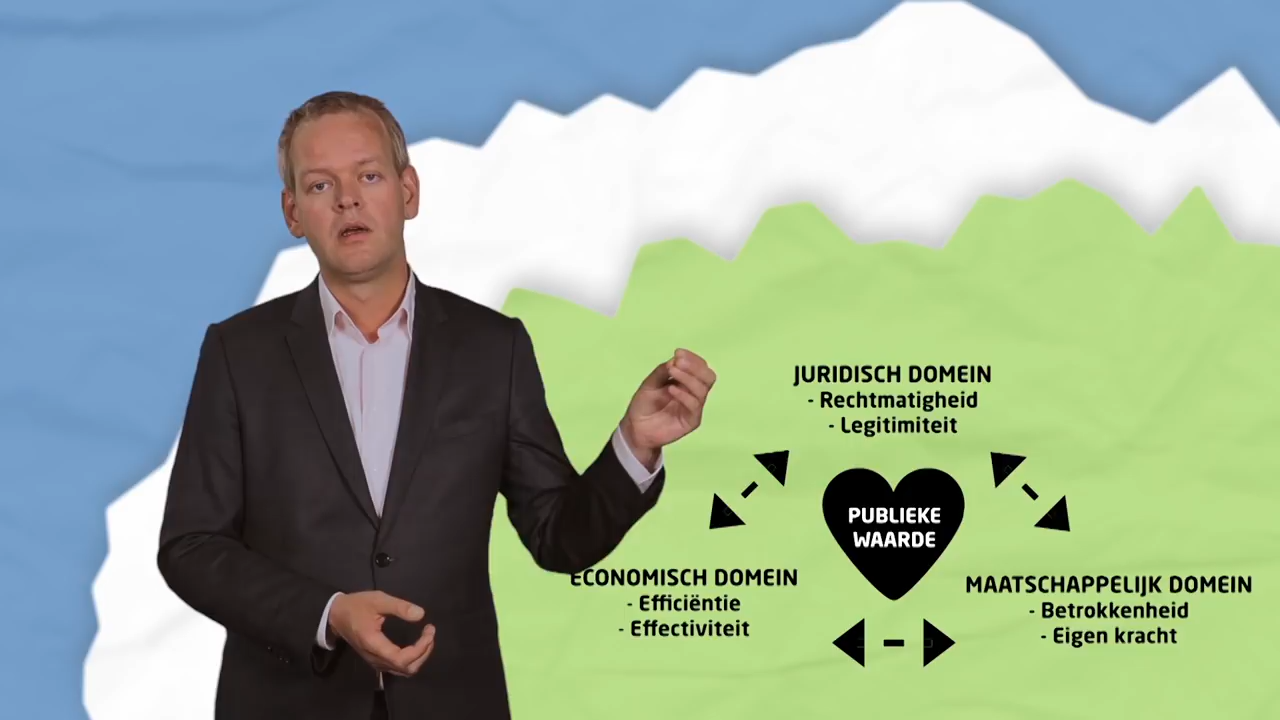 JURIDISCH DOMEIN
- Rechtmatigheid
- Legitimiteit
PUBLIEKE
WAARDE
ECONOMISCH DOMEIN
- Efficiëntie
- Effectiviteit
MAATSCHAPPELIJK DOMEIN
- Betrokkenheid
- Eigen kracht